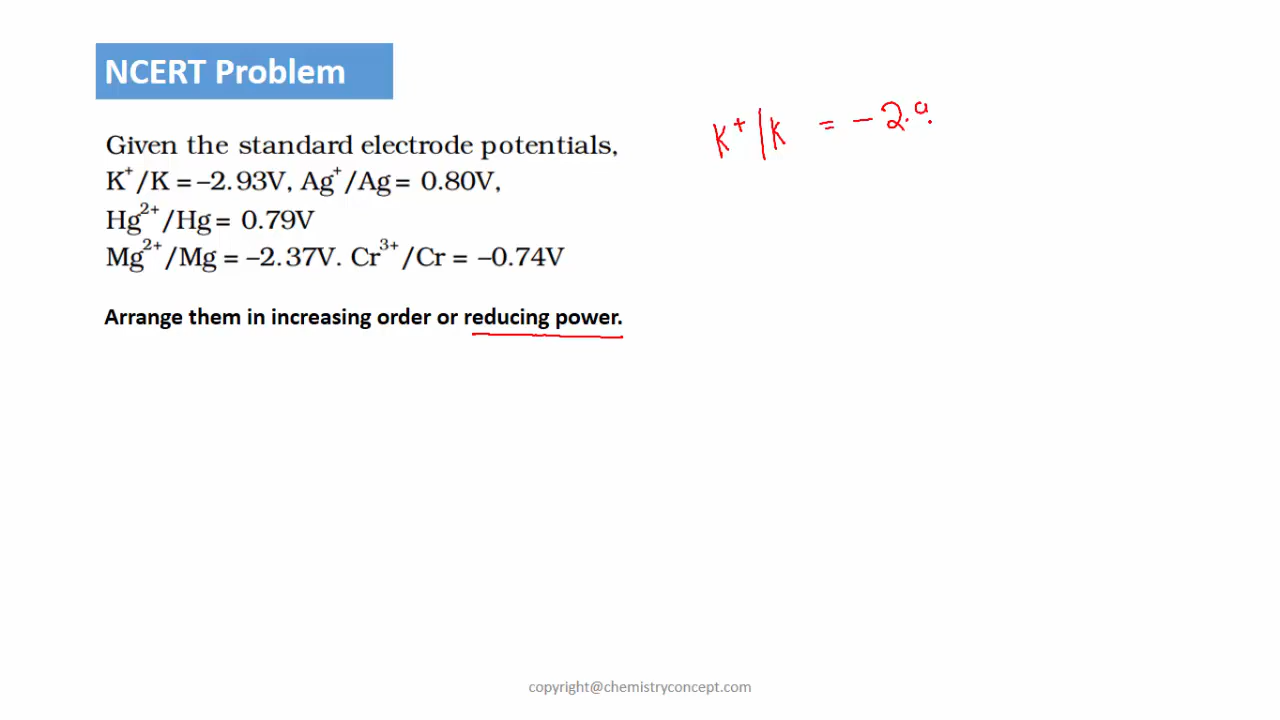 NCERT Problem
K⁺/K = −2.9
Given the standard electrode potentials,
K⁺/K = –2.93V, Ag⁺/Ag = 0.80V,
Hg²⁺/Hg = 0.79V
Mg²⁺/Mg = –2.37V. Cr³⁺/Cr = –0.74V
Arrange them in increasing order or reducing power.
copyright@chemistryconcept.com